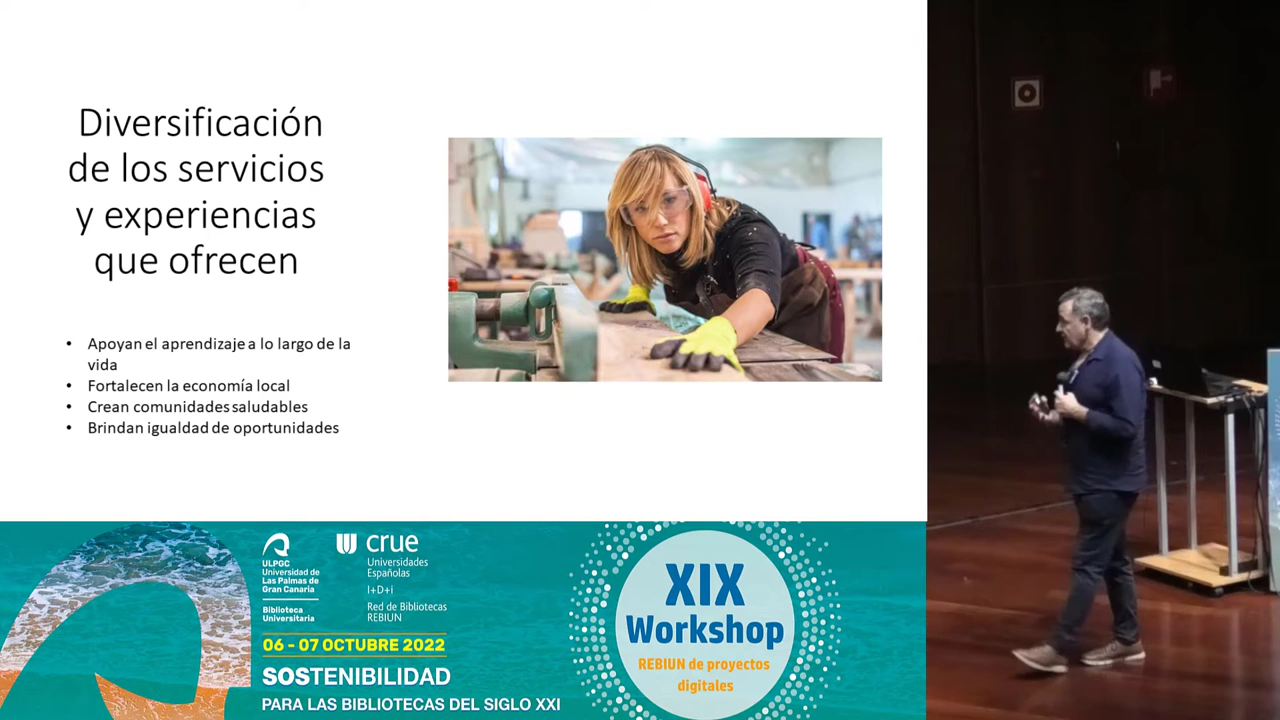 Diversificación
de los servicios
y experiencias
que ofrecen
• Apoyan el aprendizaje a lo largo de la
vida
• Fortalecen la economía local
• Crean comunidades saludables
• Brindan igualdad de oportunidades
ULPGC
Universidad de
Las Palmas de
Gran Canaria
Biblioteca
Universitaria
crue
Universidades
Españolas
I+D+i
Red de Bibliotecas
REBIUN
06 - 07 OCTUBRE 2022
SOSTENIBILIDAD
PARA LAS BIBLIOTECAS DEL SIGLO XXI
XIX
Workshop
REBIUN de proyectos
digitales